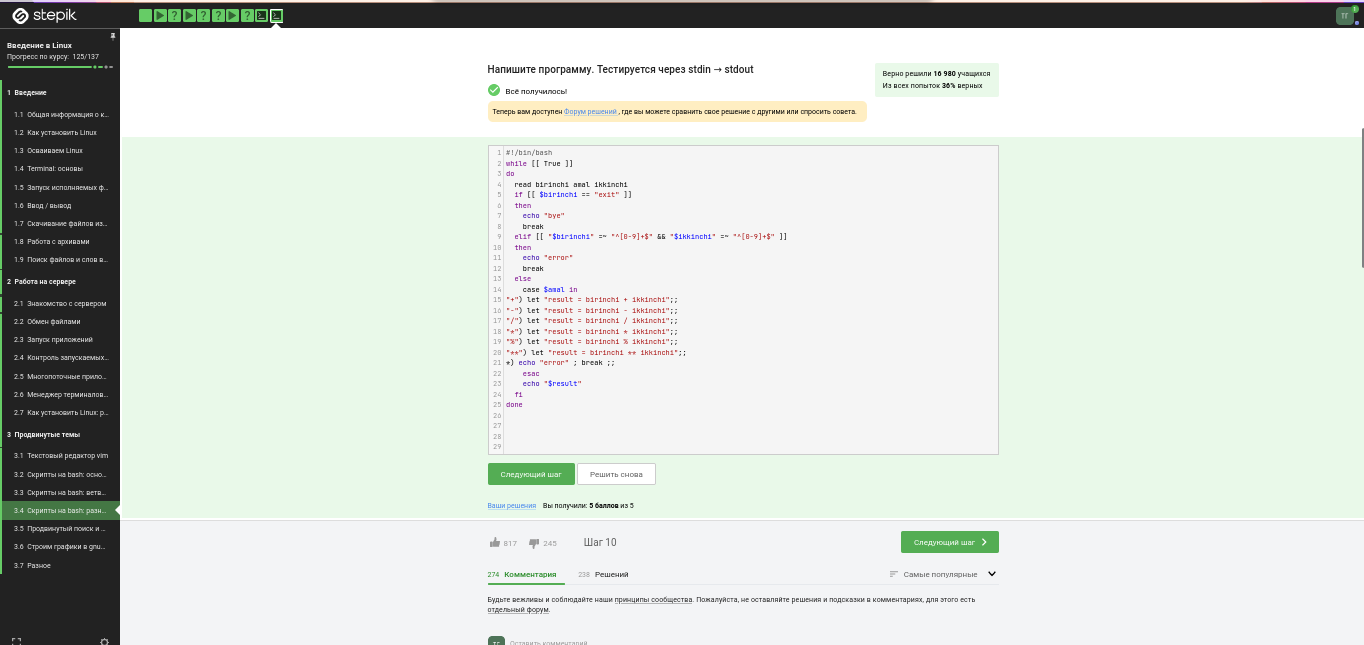 stepik
Введение в Linux
Прогресс по курсу: 125/137
1 Введение
1.1 Общая информация о к...
1.2 Как установить Linux
1.3 Осваиваем Linux
1.4 Terminal: основы
1.5 Запуск исполняемых ф...
1.6 Ввод / вывод
1.7 Скачивание файлов из...
1.8 Работа с архивами
1.9 Поиск файлов и слов в...
2 Работа на сервере
2.1 Знакомство с сервером
2.2 Обмен файлами
2.3 Запуск приложений
2.4 Контроль запускаемых...
2.5 Многопоточные прило...
2.6 Менеджер терминалов...
2.7 Как установить Linux: р...
3 Продвинутые темы
3.1 Текстовый редактор vim
3.2 Скрипты на bash: осно...
3.3 Скрипты на bash: ветв...
3.4 Скрипты на bash: разн...
3.5 Продвинутый поиск и ...
3.6 Строим графики в gnu...
3.7 Разное
Напишите программу. Тестируется через stdin → stdout
Верно решили 16 980 учащихся
Из всех попыток 36% верных
Всё получилось!
Теперь вам доступен Форум решений , где вы можете сравнить свое решение с другими или спросить совета.
1 #!/bin/bash
2 while [[ True ]]
3 do
4 read birinchi amal ikkinchi
5 if [[ $birinchi == "exit" ]]
6 then
7 echo "bye"
8 break
9 elif [[ "$birinchi" =~ "^[0-9]+$" && "$ikkinchi" =~ "^[0-9]+$" ]]
10 then
11 echo "error"
12 break
13 else
14 case $amal in
15 "+") let "result = birinchi + ikkinchi";;
16 "-") let "result = birinchi - ikkinchi";;
17 "/") let "result = birinchi / ikkinchi";;
18 "*") let "result = birinchi * ikkinchi";;
19 "%") let "result = birinchi % ikkinchi";;
20 "**") let "result = birinchi ** ikkinchi";;
21 *) echo "error" ; break ;;
22 esac
23 echo "$result"
24 fi
25 done
26
27
28
29
Следующий шаг
Решить снова
Ваши решения Вы получили: 5 баллов из 5
817 245 Шаг 10
Следующий шаг
274 Комментария 238 Решений
Самые популярные
Будьте вежливы и соблюдайте наши принципы сообщества. Пожалуйста, не оставляйте решения и подсказки в комментариях, для этого есть
отдельный форум.
Оставить комментарий